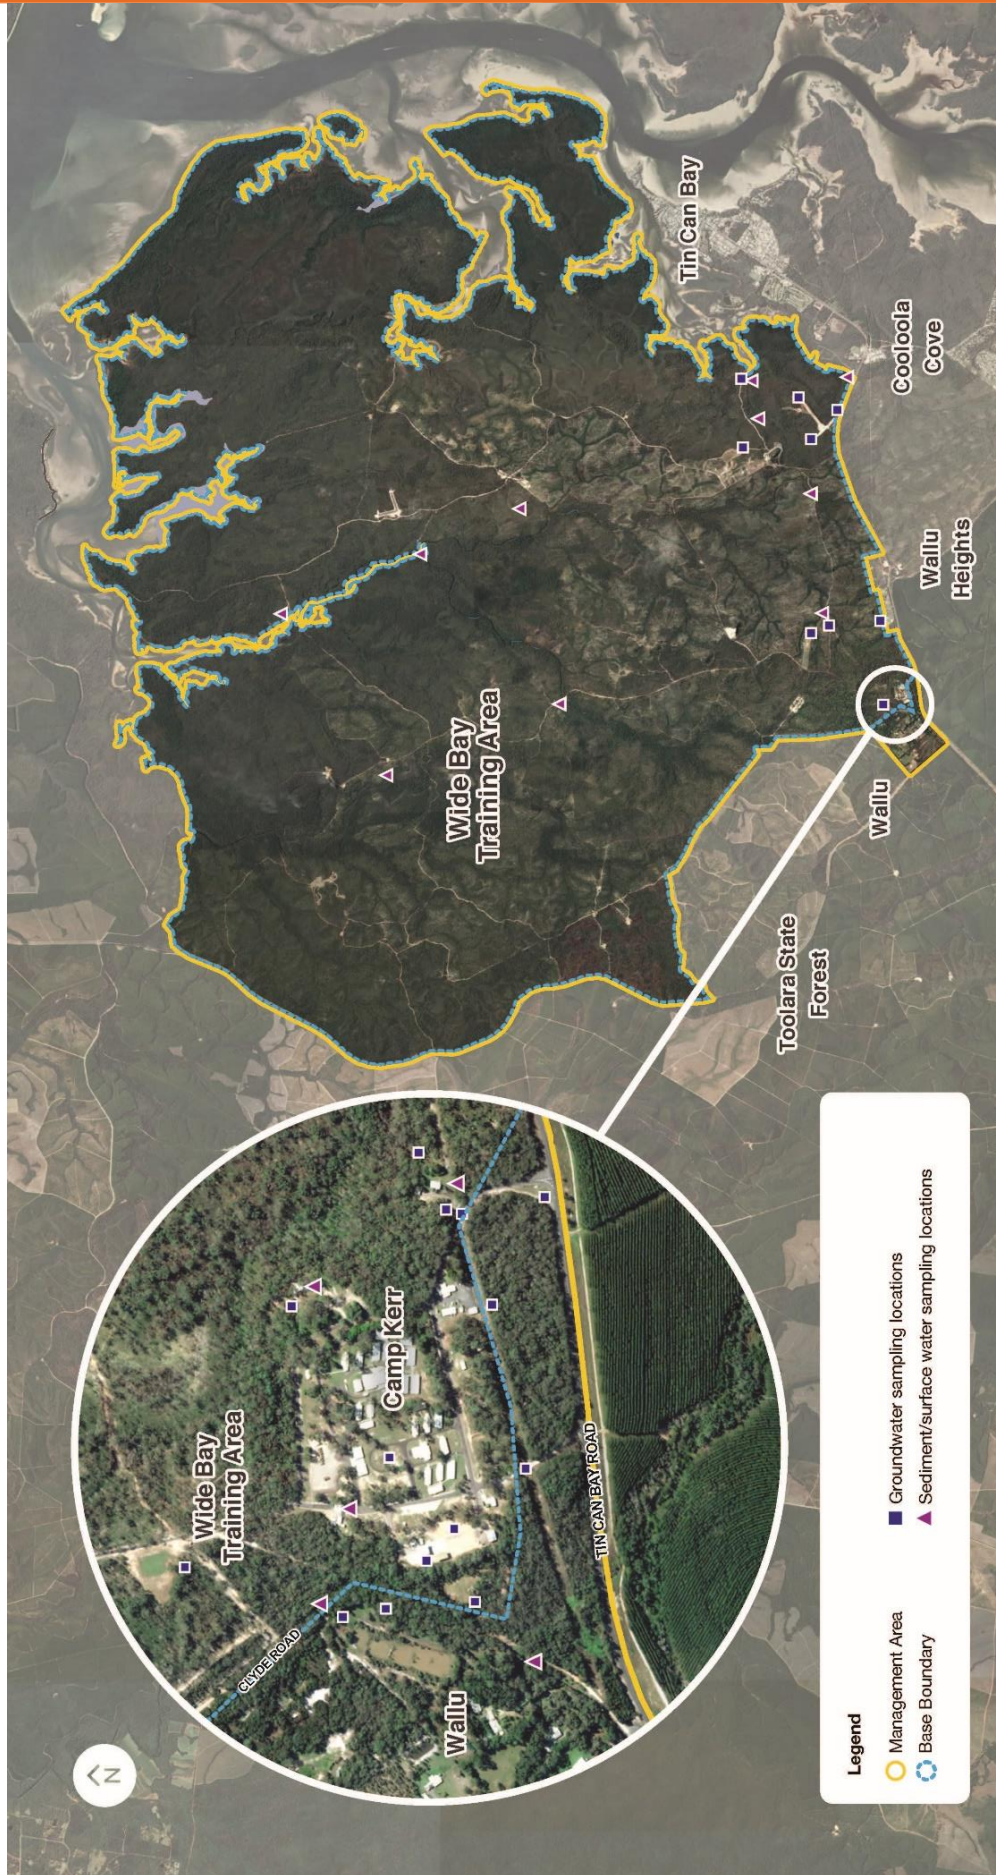 N
Wide Bay
Training Area
CLYDE ROAD
Wallu
Camp Kerr
TIN CAN BAY ROAD
Wide Bay
Training Area
Tin Can Bay
Cooloola
Cove
Wallu
Heights
Wallu
Toolara State
Forest
Legend
Management Area
Base Boundary
Groundwater sampling locations
Sediment/surface water sampling locations